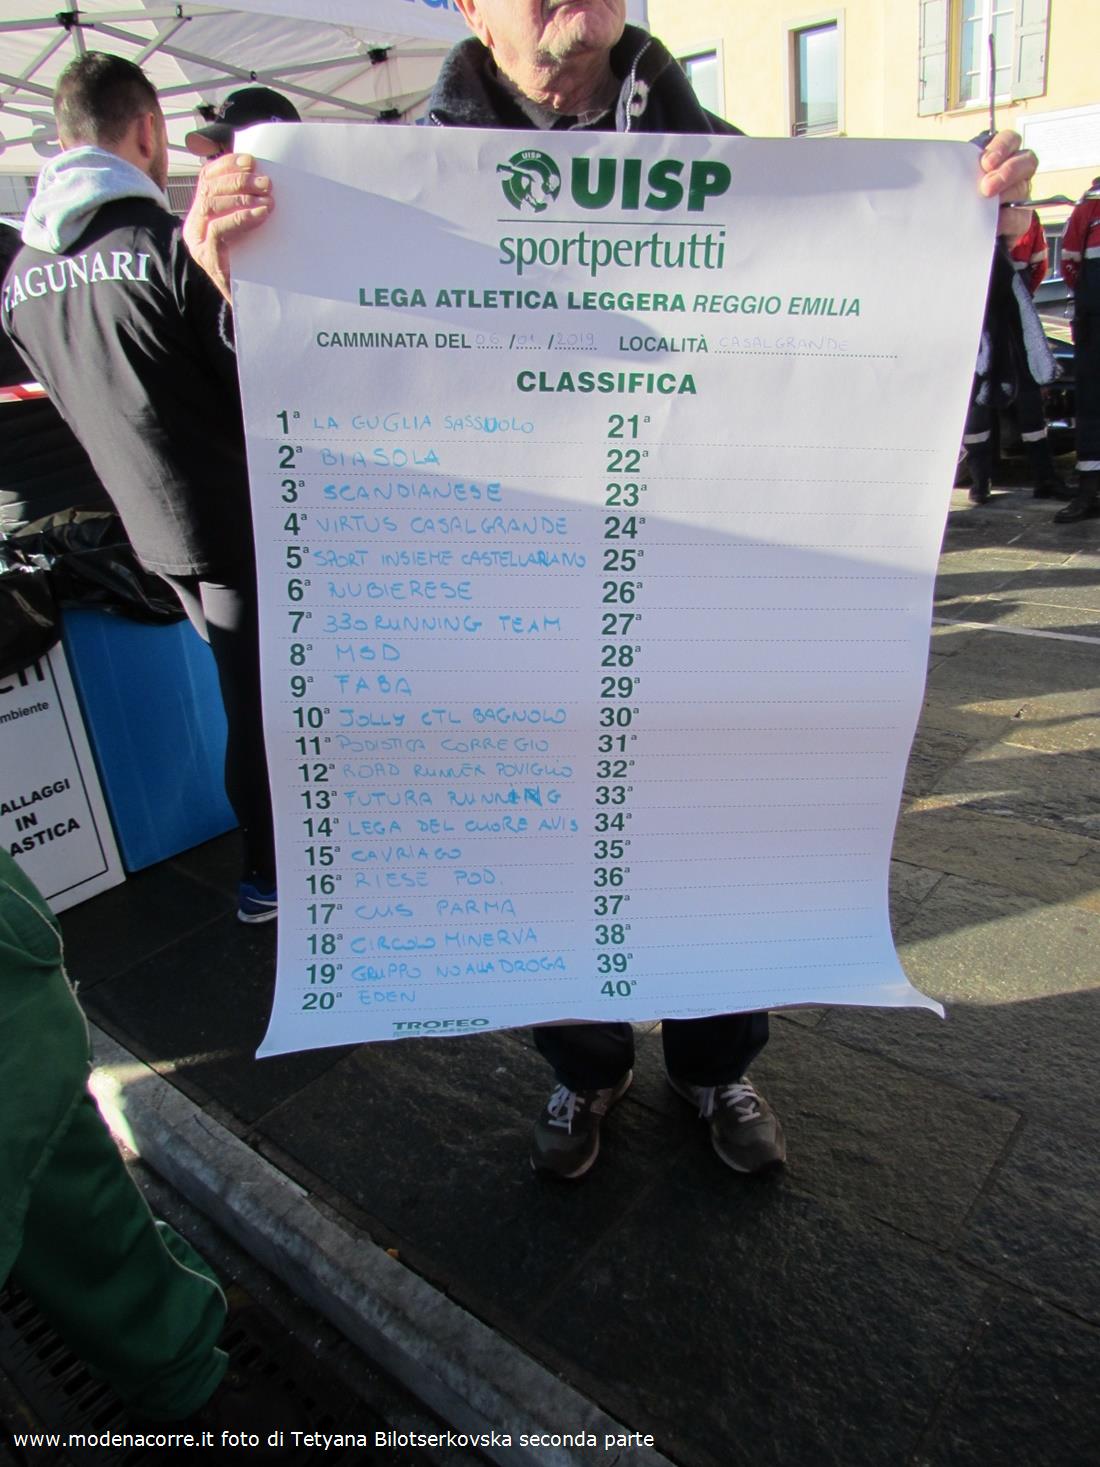 UISP
UISP
sportpertutti
LEGA ATLETICA LEGGERA REGGIO EMILIA
CAMMINATA DEL 06/01/2019 LOCALITÀ CASALGRANDE
CLASSIFICA
1ª LA GUGLIA SASSUOLO
2ª BIASOLA
3ª SCANDIANESE
4ª VIRTUS CASALGRANDE
5ª SPORT INSIEME CASTELLARANO
6ª RUBIERESE
7ª 330 RUNNING TEAM
8ª MSD
9ª FABA
10ª JOLLY CTL BAGNOLO
11ª PODISTICA CORREGIO
12ª ROAD RUNNER POVIGLIO
13ª FUTURA RUNNING
14ª LEGA DEL CUORE AVIS
15ª CAVRIAGO
16ª RIESE POD.
17ª CUS PARMA
18ª CIRCOLO MINERVA
19ª GRUPPO NO ALLA DROGA
20ª EDEN
21ª
22ª
23ª
24ª
25ª
26ª
27ª
28ª
29ª
30ª
31ª
32ª
33ª
34ª
35ª
36ª
37ª
38ª
39ª
40ª
TROFEO
LAGUNARI
mbiente
ALLAGGI
IN
ASTICA
www.modenacorre.it foto di Tetyana Bilotserkovska seconda parte